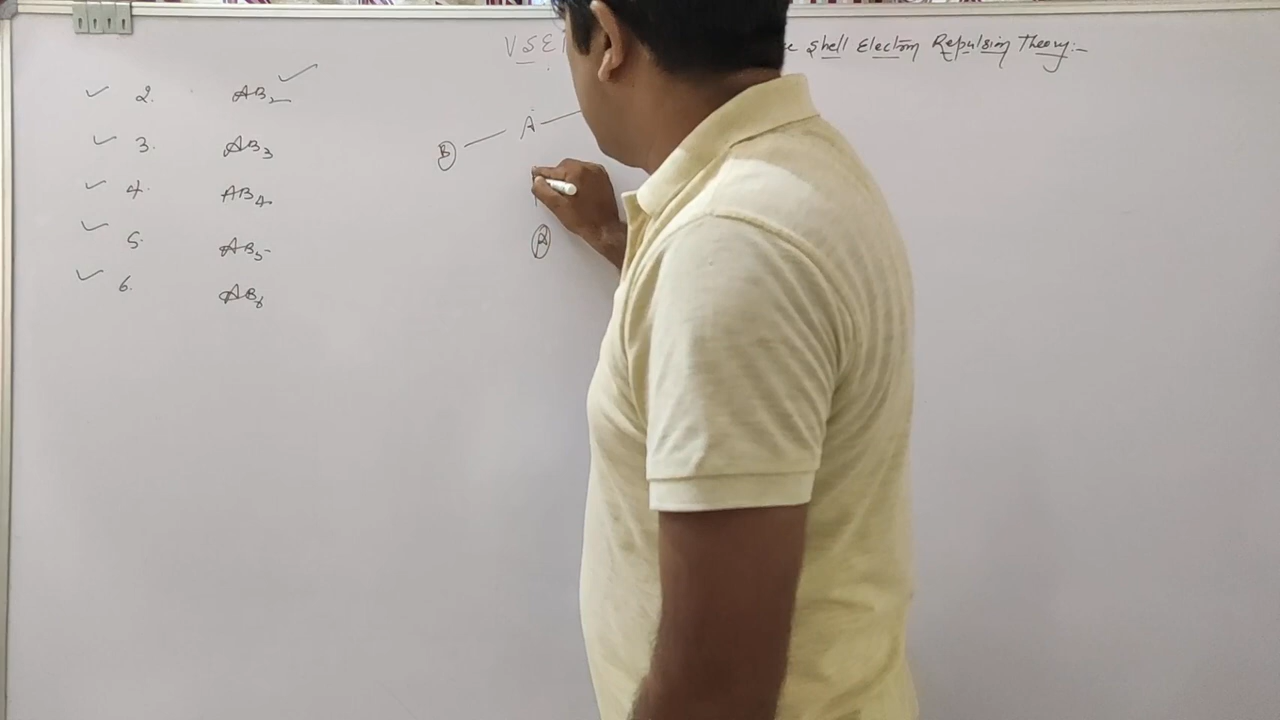 VSE Shell Electron Repulsion Theory:-
2. AB₂
3. AB₃
4. AB₄
5. AB₅
6. AB₆
A
B